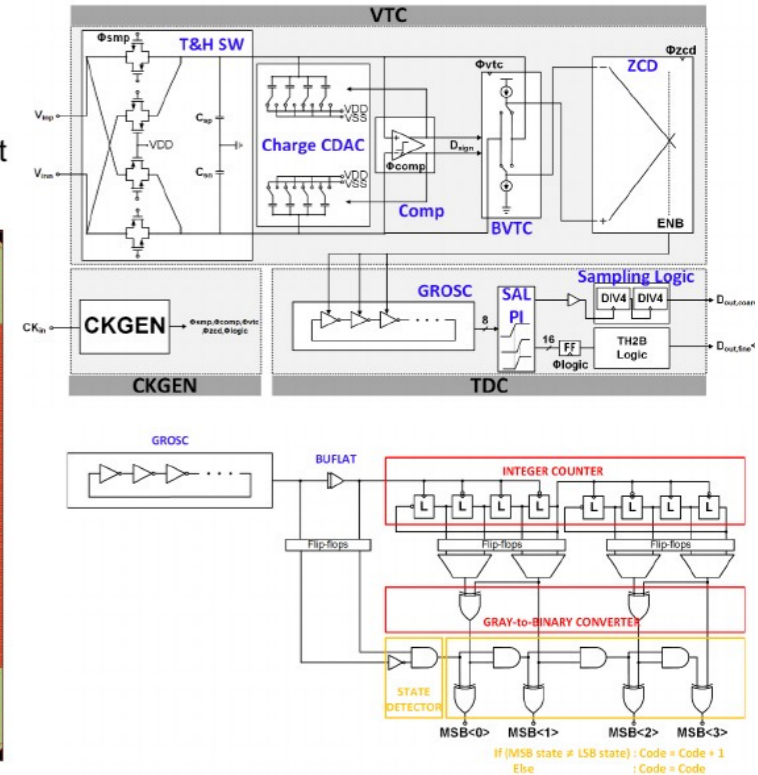 VTC
Φsmp
T&H SW
Φvtc
Φzcd
ZCD
VDD
VSS
Vinp
Csp
VDD
Charge CDAC
Dsign
Φcomp
Vinn
Csn
VDD
VSS
Comp
BVTC
ENB
t
GROSC
SAL
PI
Sampling Logic
DIV4
DIV4
CKin
CKGEN
Φsmp,Φcomp,Φvtc
,Φzcd,Φlogic
8
16
FF
Φlogic
TH2B
Logic
CKGEN
TDC
GROSC
BUFLAT
INTEGER COUNTER
L
L
L
L
L
L
L
L
Flip-flops
Flip-flops
Flip-flops
GRAY-to-BINARY CONVERTER
STATE
DETECTOR
MSB<0>
MSB<1>
MSB<2>
MSB<3>
If (MSB state ≠ LSB state) : Code = Code + 1
Else : Code = Code